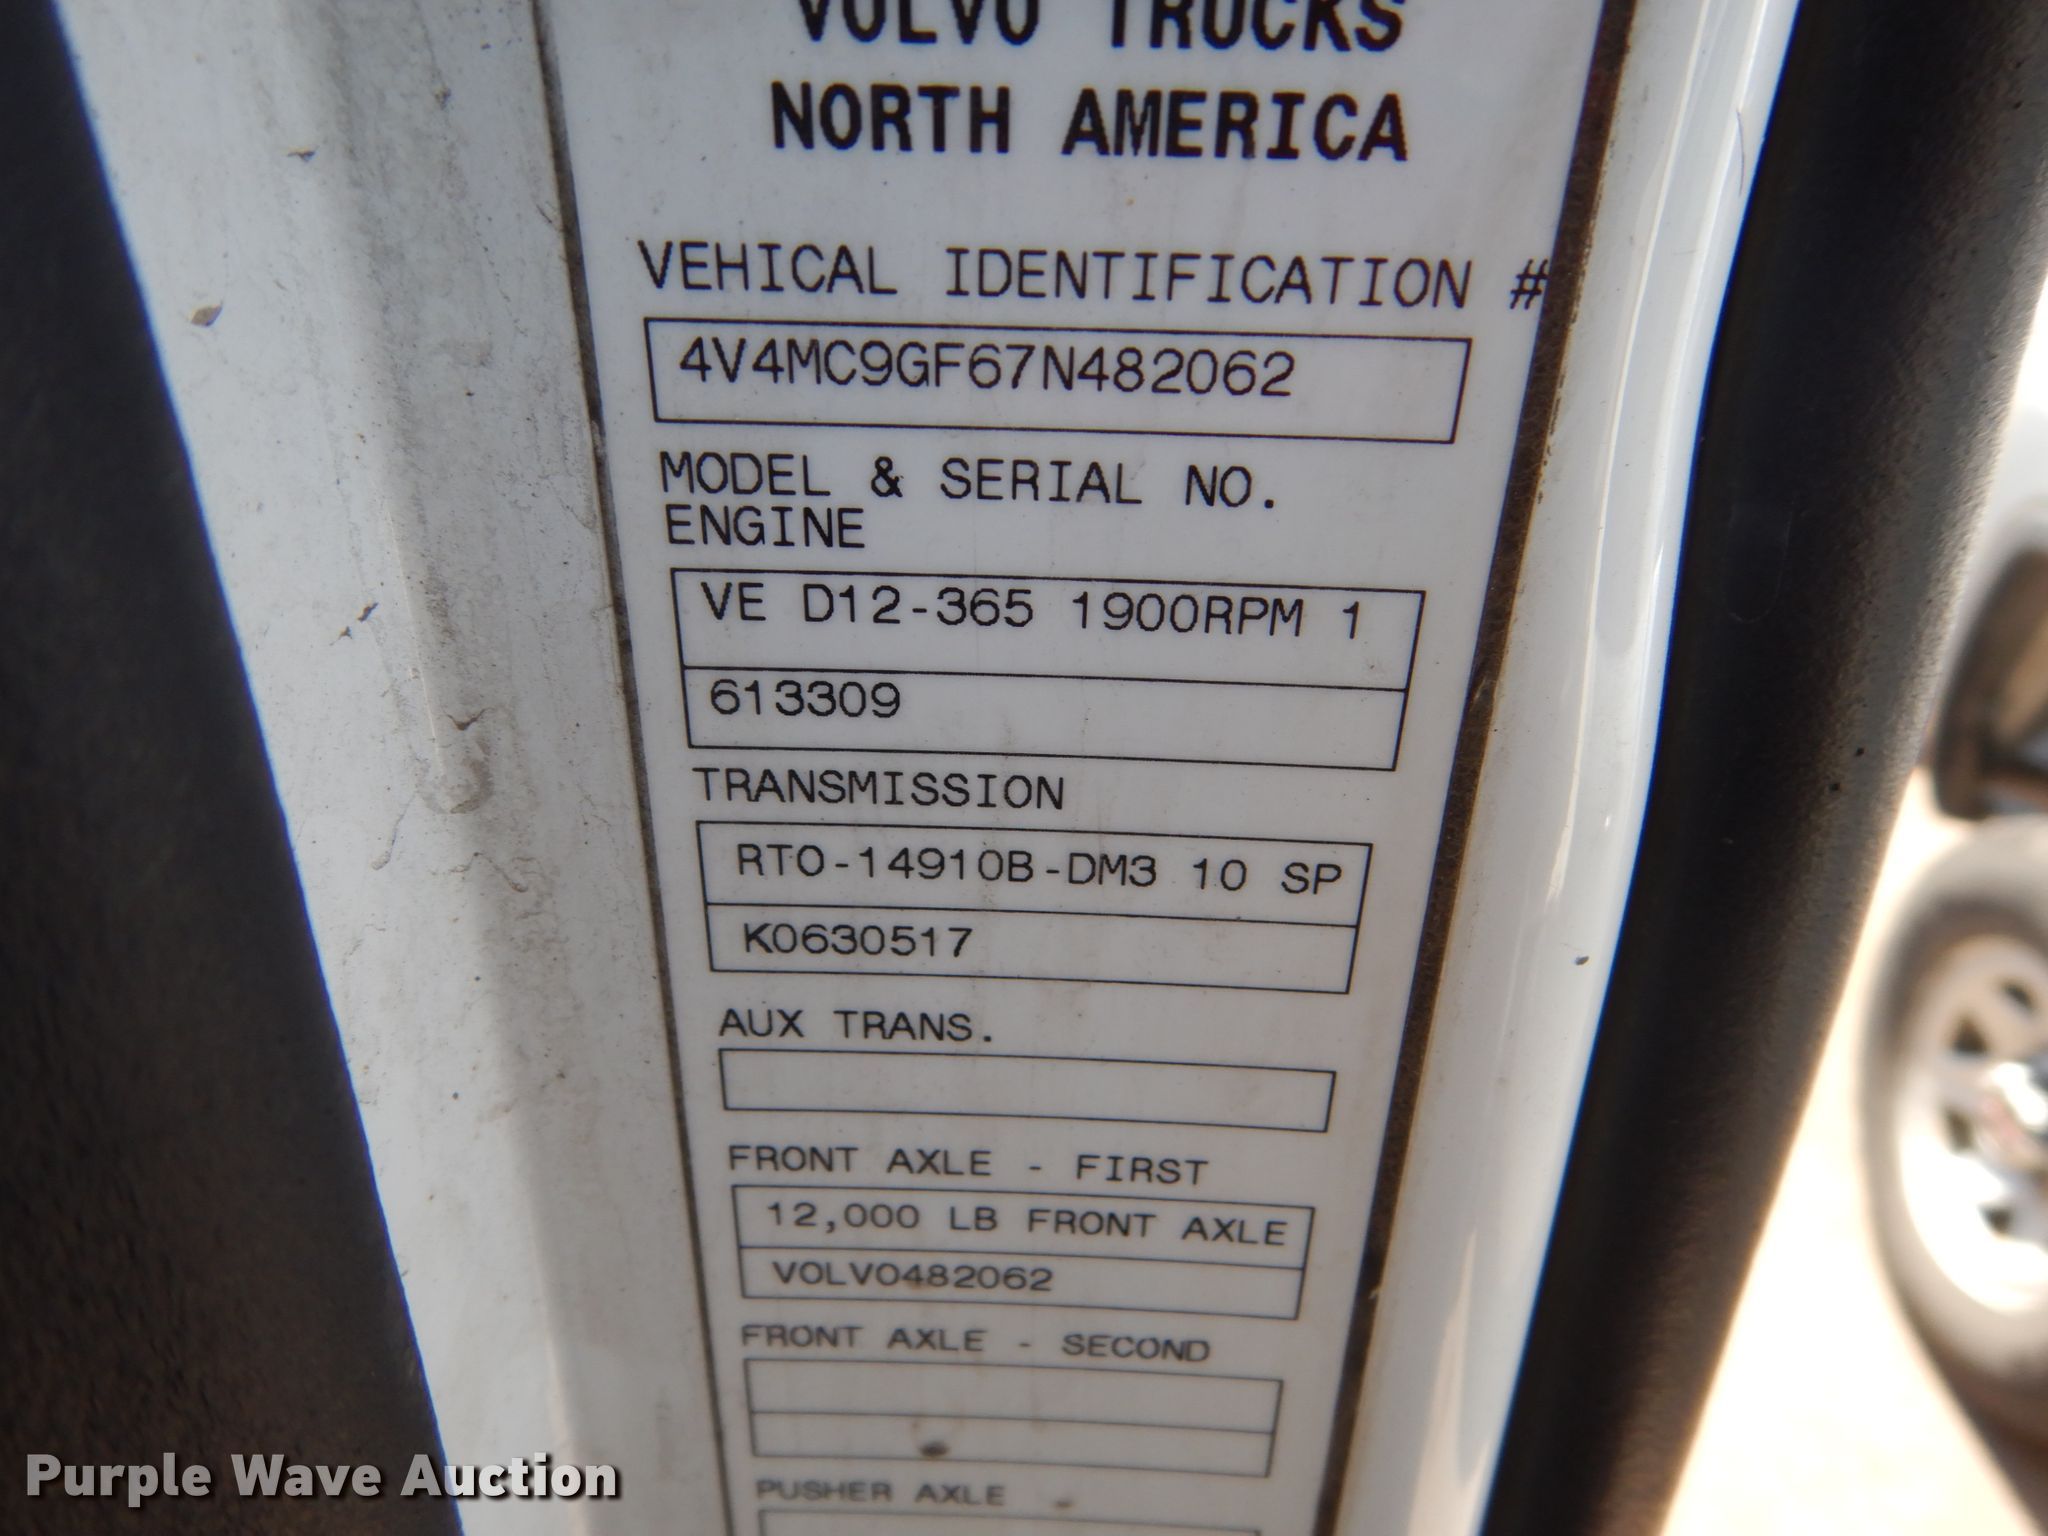 VOLVO TRUCKS
NORTH AMERICA
VEHICAL IDENTIFICATION #
4V4MC9GF67N482062
MODEL & SERIAL NO.
ENGINE
VE D12-365 1900RPM 1
613309
TRANSMISSION
RTO-14910B-DM3 10 SP
K0630517
AUX TRANS.
FRONT AXLE - FIRST
12,000 LB FRONT AXLE
VOLVO482062
FRONT AXLE - SECOND
PUSHER AXLE -
Purple Wave Auction